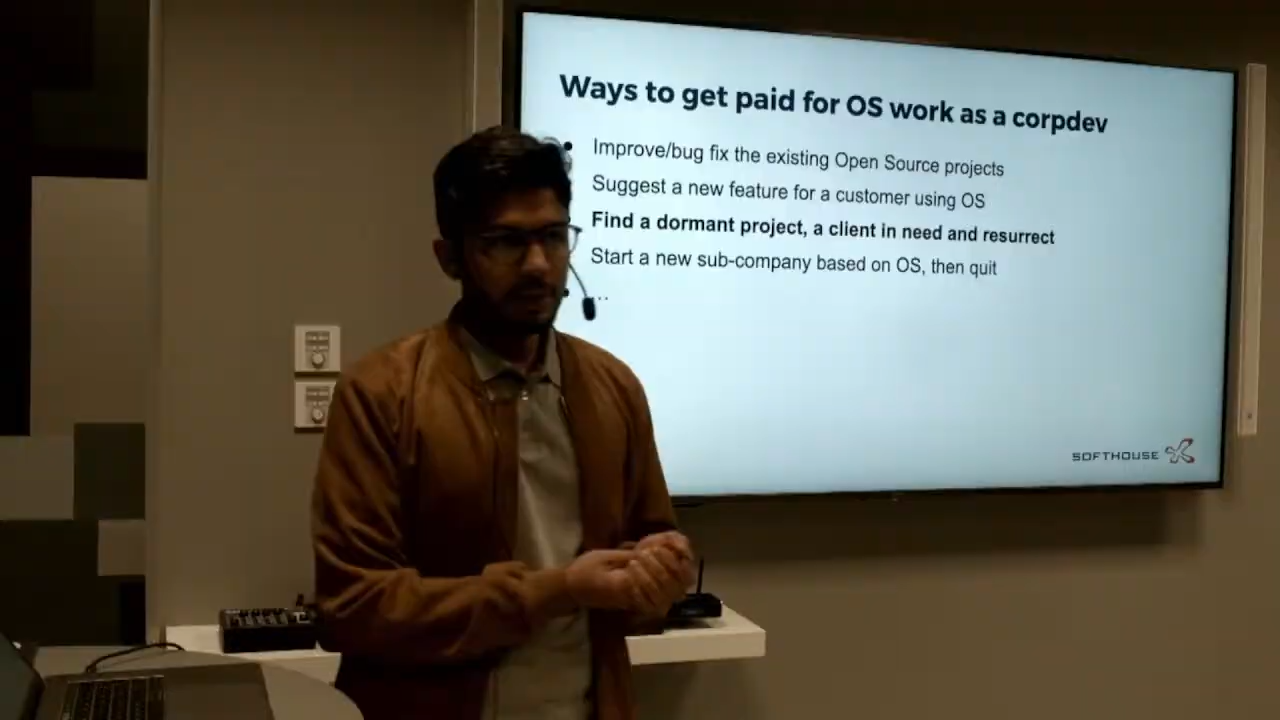 Ways to get paid for OS work as a corpdev
Improve/bug fix the existing Open Source projects
Suggest a new feature for a customer using OS
Find a dormant project, a client in need and resurrect
Start a new sub-company based on OS, then quit
...
SOFTHOUSE